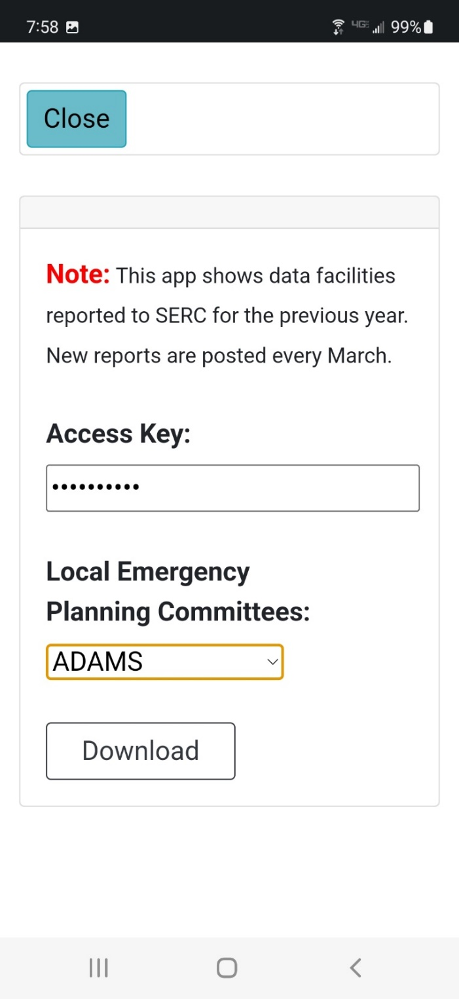 7:58 4GE 99%
Close
Note: This app shows data facilities
reported to SERC for the previous year.
New reports are posted every March.
Access Key:
••••••••••
Local Emergency
Planning Committees:
ADAMS
Download